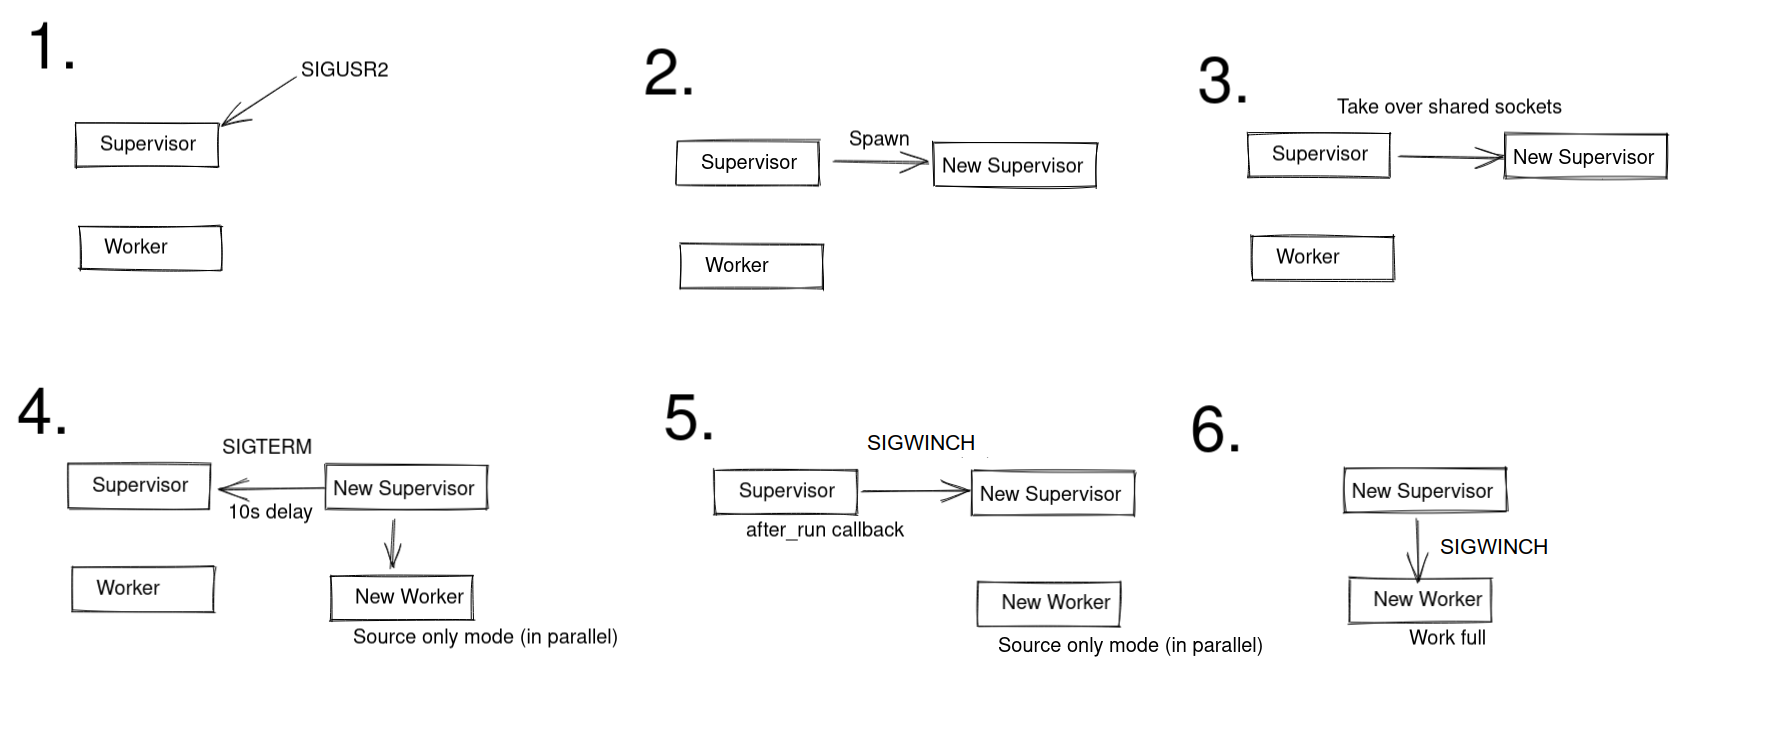 1.
SIGUSR2
Supervisor
Worker
2.
Spawn
Supervisor
New Supervisor
Worker
3.
Take over shared sockets
Supervisor
New Supervisor
Worker
4.
SIGTERM
Supervisor
New Supervisor
10s delay
Worker
New Worker
Source only mode (in parallel)
5.
SIGWINCH
Supervisor
New Supervisor
after_run callback
New Worker
Source only mode (in parallel)
6.
New Supervisor
SIGWINCH
New Worker
Work full